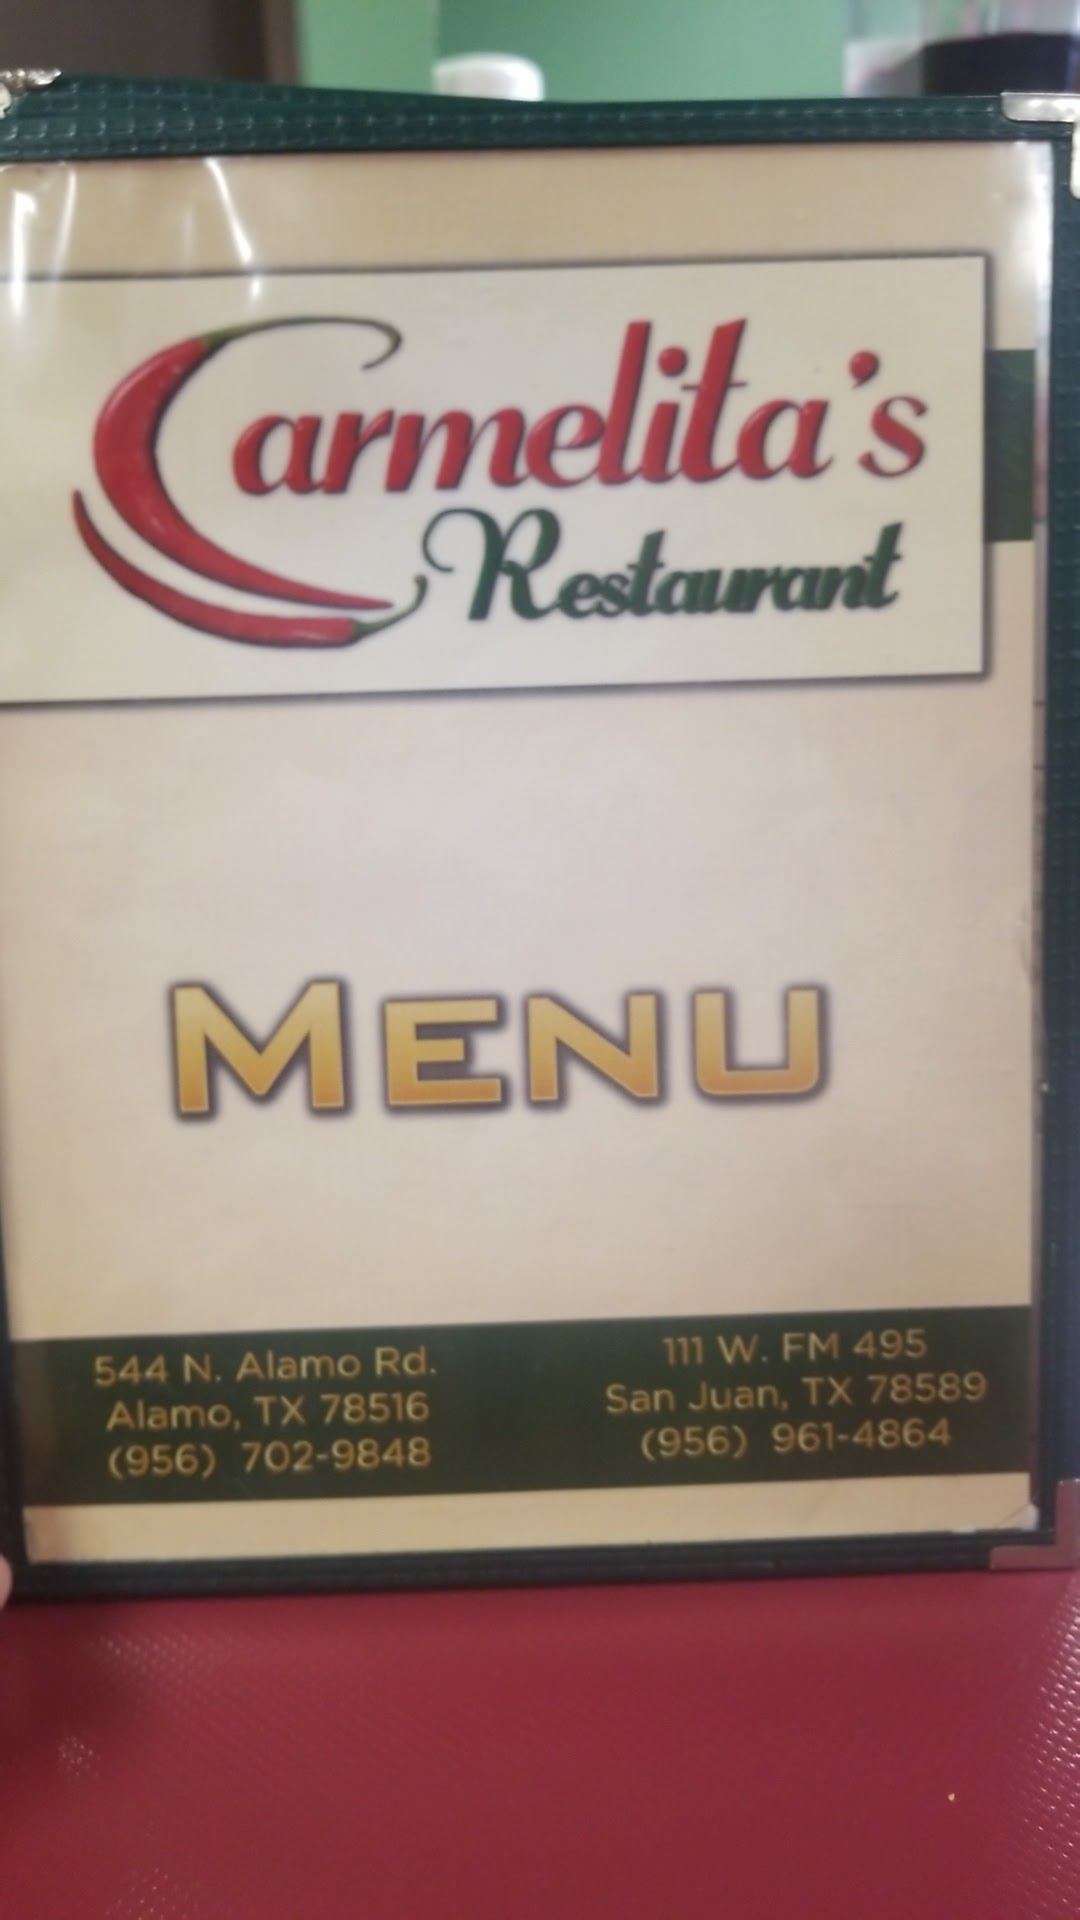 Carmelita's
Restaurant
MENU
544 N. Alamo Rd.
Alamo, TX 78516
(956) 702-9848
111 W. FM 495
San Juan, TX 78589
(956) 961-4864